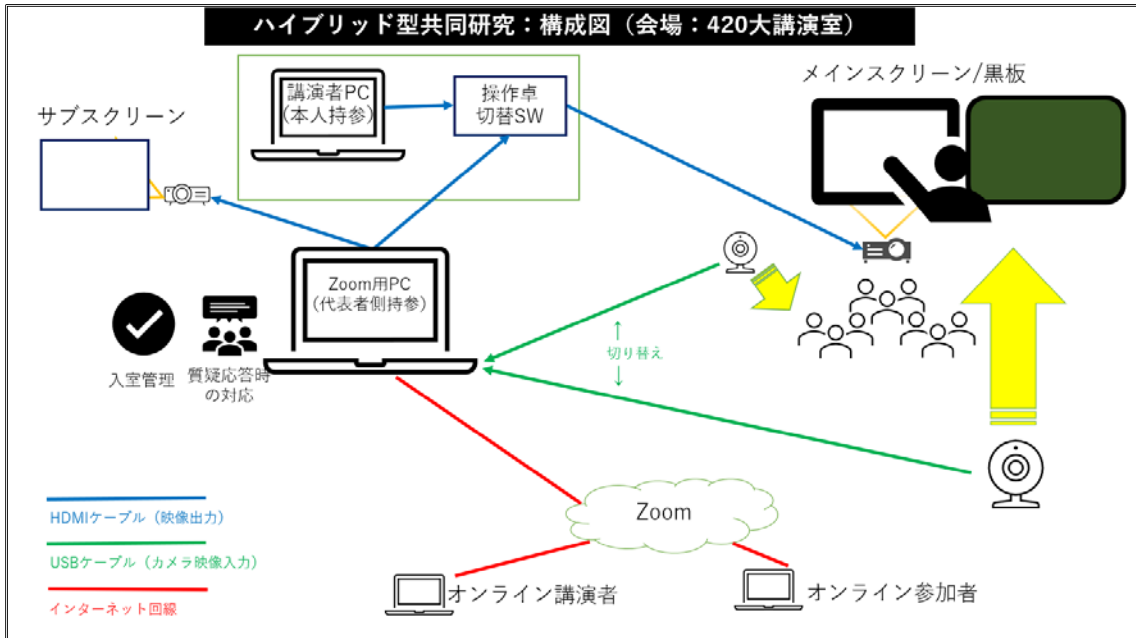 ハイブリッド型共同研究:構成図(会場:420大講演室)
メインスクリーン/黒板
講演者PC
(本人持参)
操作卓
切替SW
サブスクリーン
Zoom用PC
(代表者側持参)
↑
切り替え
↓
入室管理
質疑応答時
の対応
Zoom
HDMIケーブル(映像出力)
USBケーブル(カメラ映像入力)
インターネット回線
オンライン講演者
オンライン参加者